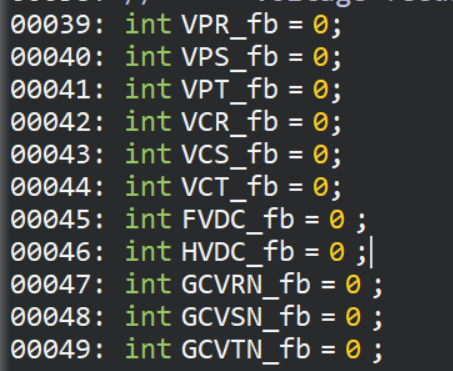 00039: int VPR_fb = 0;
00040: int VPS_fb = 0;
00041: int VPT_fb = 0;
00042: int VCR_fb = 0;
00043: int VCS_fb = 0;
00044: int VCT_fb = 0;
00045: int FVDC_fb = 0 ;
00046: int HVDC_fb = 0 ;
00047: int GCVRN_fb = 0 ;
00048: int GCVSN_fb = 0 ;
00049: int GCVTN_fb = 0 ;